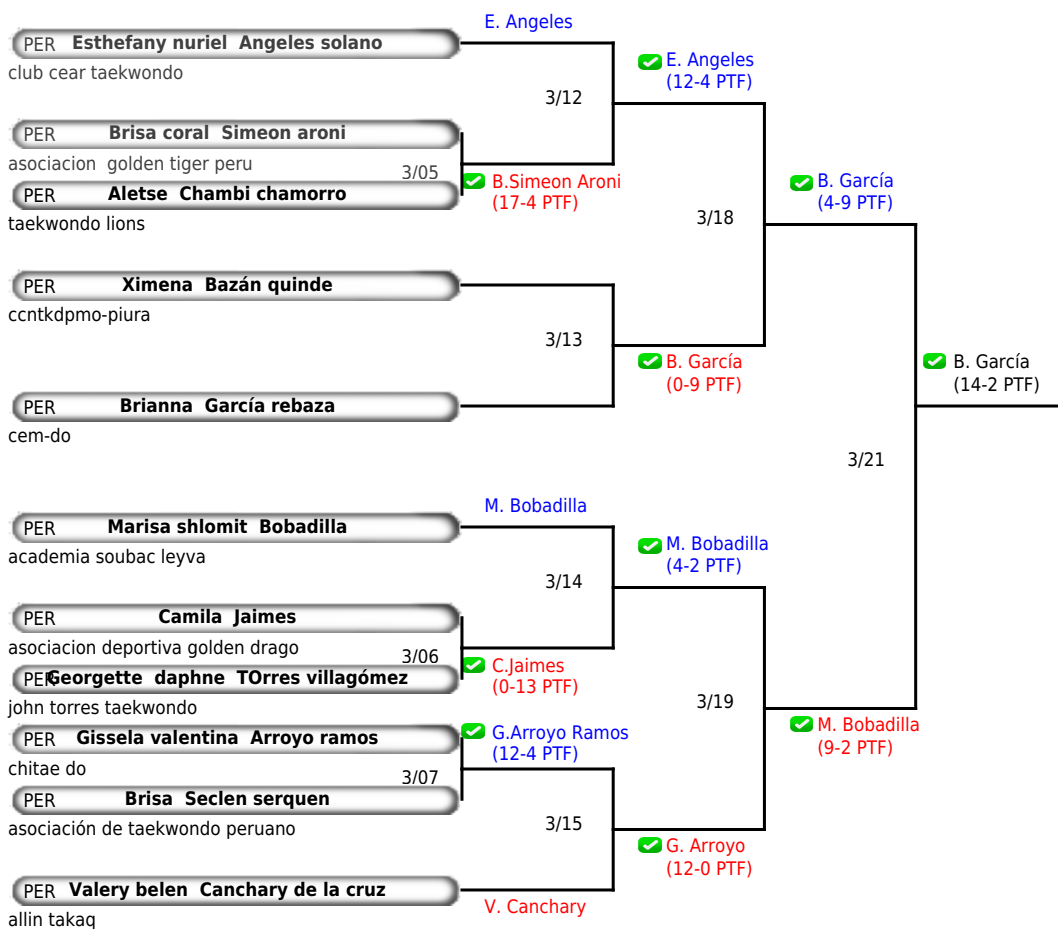 E. Angeles
PER Esthefany nuriel Angeles solano
club cear taekwondo
E. Angeles
(12-4 PTF)
3/12
PER Brisa coral Simeon aroni
asociacion golden tiger peru
3/05
B.Simeon Aroni
(17-4 PTF)
PER Aletse Chambi chamorro
taekwondo lions
B. García
(4-9 PTF)
3/18
PER Ximena Bazán quinde
ccntkdpmo-piura
3/13
B. García
(0-9 PTF)
B. García
(14-2 PTF)
PER Brianna García rebaza
cem-do
3/21
M. Bobadilla
PER Marisa shlomit Bobadilla
academia soubac leyva
M. Bobadilla
(4-2 PTF)
3/14
PER Camila Jaimes
asociacion deportiva golden drago
3/06
C.Jaimes
(0-13 PTF)
PER Georgette daphne TOrres villagómez
john torres taekwondo
3/19
M. Bobadilla
(9-2 PTF)
PER Gissela valentina Arroyo ramos
chitae do
G.Arroyo Ramos
(12-4 PTF)
3/07
PER Brisa Seclen serquen
asociación de taekwondo peruano
3/15
G. Arroyo
(12-0 PTF)
PER Valery belen Canchary de la cruz
allin takaq
V. Canchary